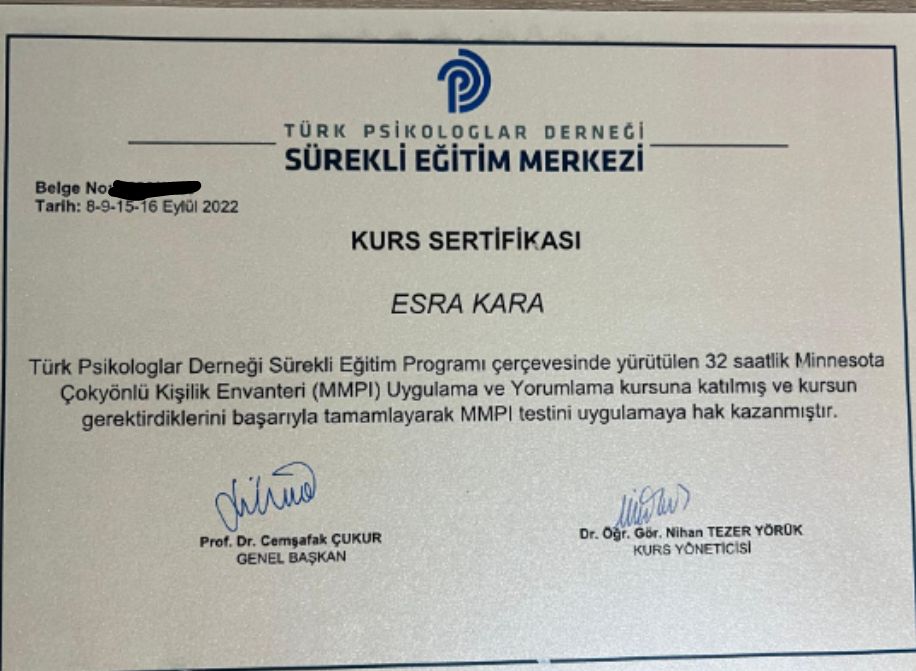 TÜRK PSİKOLOGLAR DERNEĞİ
SÜREKLİ EĞİTİM MERKEZİ
Belge No:
Tarih: 8-9-15-16 Eylül 2022
KURS SERTİFİKASI
ESRA KARA
Türk Psikologlar Derneği Sürekli Eğitim Programı çerçevesinde yürütülen 32 saatlik Minnesota
Çokyönlü Kişilik Envanteri (MMPI) Uygulama ve Yorumlama kursuna katılmış ve kursun
gerektirdiklerini başarıyla tamamlayarak MMPI testini uygulamaya hak kazanmıştır.
Prof. Dr. Cemşafak ÇUKUR
GENEL BAŞKAN
Dr. Öğr. Gör. Nihan TEZER YÖRÜK
KURS YÖNETİCİSİ